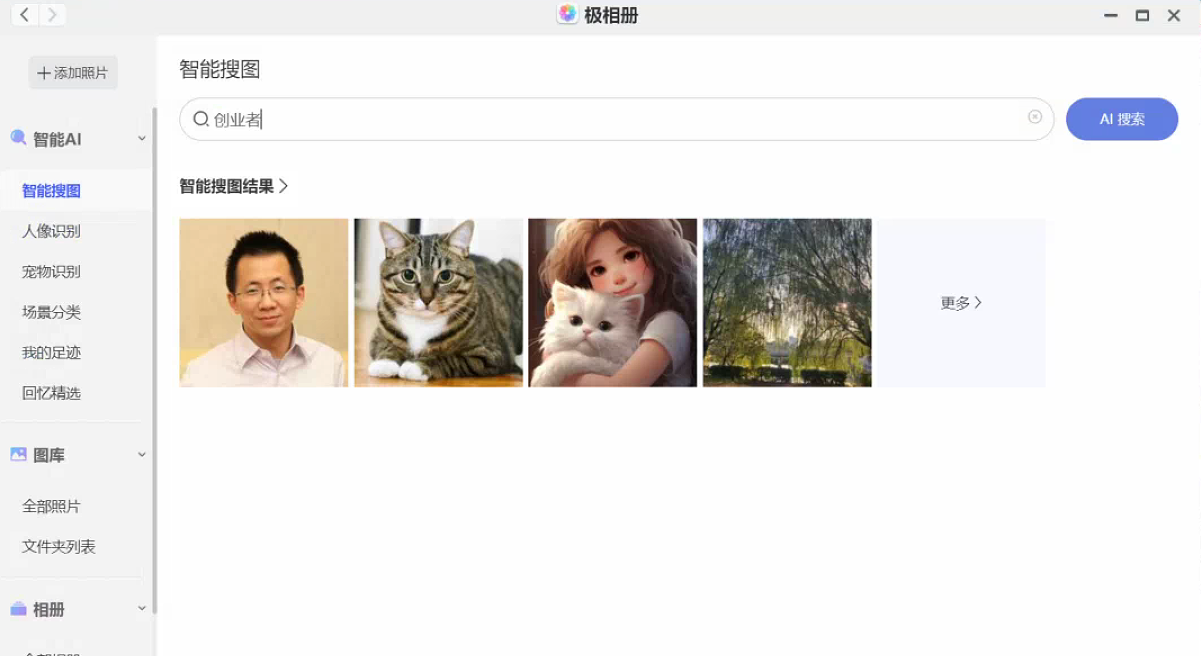 极相册
添加照片
智能AI
智能搜图
人像识别
宠物识别
场景分类
我的足迹
回忆精选
图库
全部照片
文件夹列表
相册
智能搜图
创业者
AI 搜索
智能搜图结果
更多